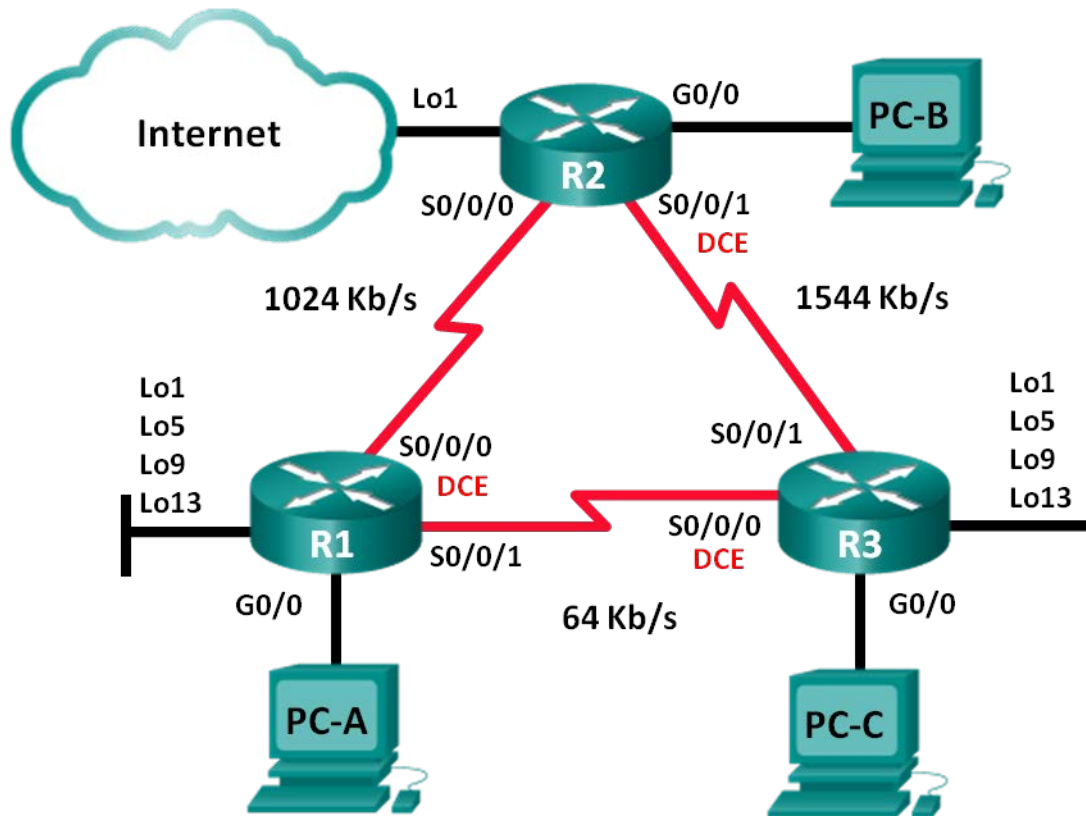 Internet
Lo1
R2
G0/0
PC-B
S0/0/0
S0/0/1
DCE
1024 Kb/s
1544 Kb/s
Lo1
Lo5
Lo9
Lo13
S0/0/0
DCE
R1
S0/0/1
G0/0
PC-A
64 Kb/s
S0/0/1
S0/0/0
DCE
R3
G0/0
PC-C
Lo1
Lo5
Lo9
Lo13